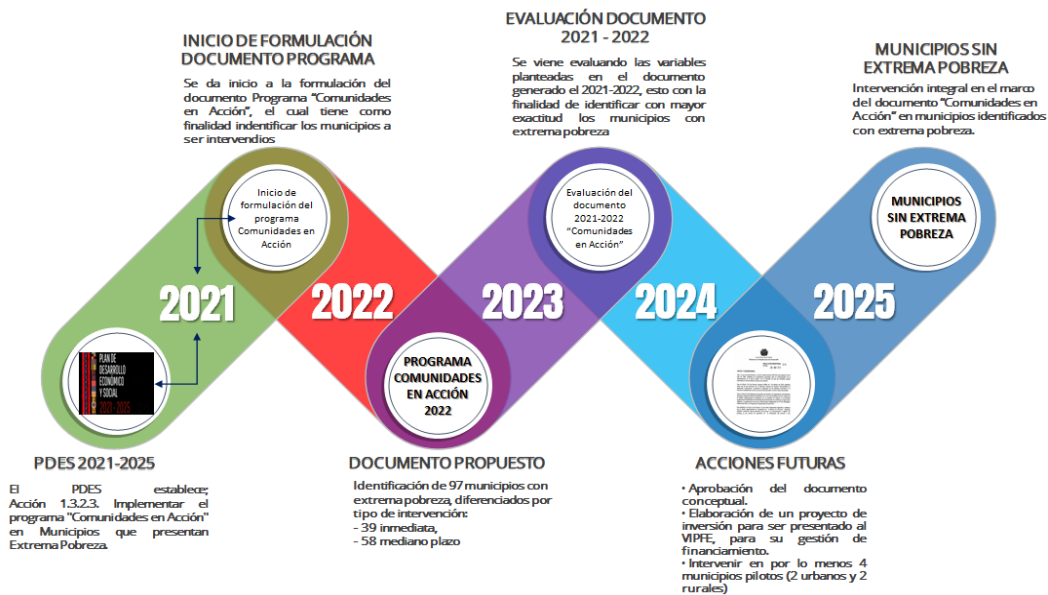 INICIO DE FORMULACIÓN
DOCUMENTO PROGRAMA
Se da inicio a la formulación del
documento Programa “Comunidades
en Acción”, el cual tiene como
finalidad indentificar los municipios a
ser intervendios
EVALUACIÓN DOCUMENTO
2021 - 2022
Se viene evaluando las variables
planteadas en el documento
generado el 2021-2022, esto con la
finalidad de identificar con mayor
exactitud los municipios con
extrema pobreza
MUNICIPIOS SIN
EXTREMA POBREZA
Intervención integral en el marco
del documento “Comunidades en
Acción” en municipios identificados
con extrema pobreza.
Inicio de
formulación del
programa
Comunidades en
Acción
Evaluación del
documento
2021-2022
“Comunidades
en Acción”
MUNICIPIOS
SIN EXTREMA
POBREZA
2021
2022
2023
2024
2025
PLAN DE
DESARROLLO
ECONÓMICO
Y SOCIAL
2021 - 2025
PROGRAMA
COMUNIDADES
EN ACCIÓN
2022
PDES 2021-2025
El PDES establece;
Acción 1.3.2.3. Implementar el
programa "Comunidades en Acción"
en Municipios que presentan
Extrema Pobreza.
DOCUMENTO PROPUESTO
Identificación de 97 municipios con
extrema pobreza, diferenciados por
tipo de intervención:
- 39 inmediata,
- 58 mediano plazo
ACCIONES FUTURAS
• Aprobación del documento
conceptual.
• Elaboración de un proyecto de
inversión para ser presentado al
VIPFE, para su gestión de
financiamiento.
• Intervenir en por lo menos 4
municipios pilotos (2 urbanos y 2
rurales)